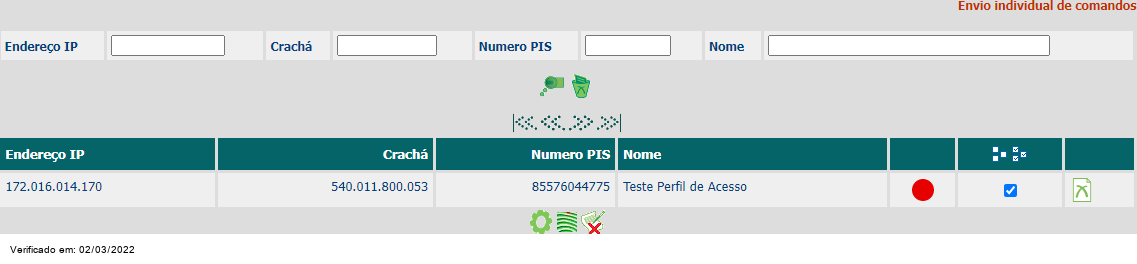 Envio individual de comandos
Endereço IP Crachá Numero PIS Nome
Endereço IP Crachá Numero PIS Nome
172.016.014.170 540.011.800.053 85576044775 Teste Perfil de Acesso
Verificado em: 02/03/2022